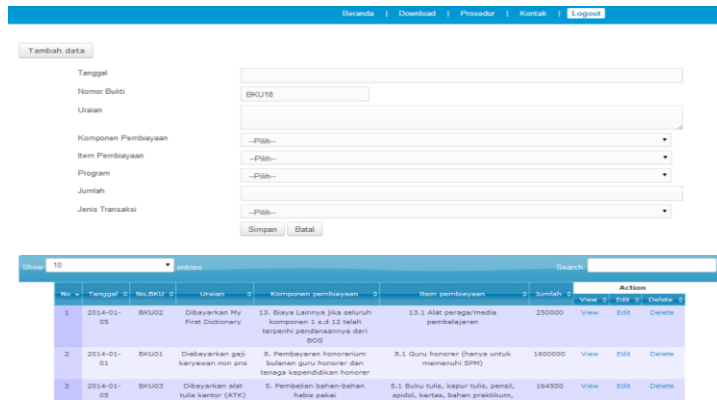 Beranda | Download | Prosedur | Kontak | Logout
Tambah data
Tanggal
Nomor Bukti BKU18
Uraian
Komponen Pembiayaan --Pilih--
Item Pembiayaan --Pilih--
Program --Pilih--
Jumlah
Jenis Transaksi --Pilih--
Simpan Batal
Show 10 entries Search:
No Tanggal No.BKU Uraian Komponen pembiayaan Item pembiayaan Jumlah Action
View Edit Delete
1 2014-01-05 BKU02 Dibayarkan My First Dictionary 13. Biaya Lainnya jika seluruh komponen 1 s.d 12 telah terpenhi pendanaannya dari BOS 13.1 Alat peraga/media pembelajaran 250000 View Edit Delete
2 2014-01-01 BKU01 Diabayarkan gaji karyawan non pns 8. Pembayaran honorarium bulanan guru honorer dan tenaga kependidikan honorer 8.1 Guru honorer (hanya untuk memenuhi SPM) 1600000 View Edit Delete
3 2014-01-05 BKU03 Dibayarkan alat tulis kantor (ATK) 5. Pembelian bahan-bahan habis pakai 5.1 Buku tulis, kapur tulis, pensil, spidol, kertas, bahan praktikum, 164500 View Edit Delete